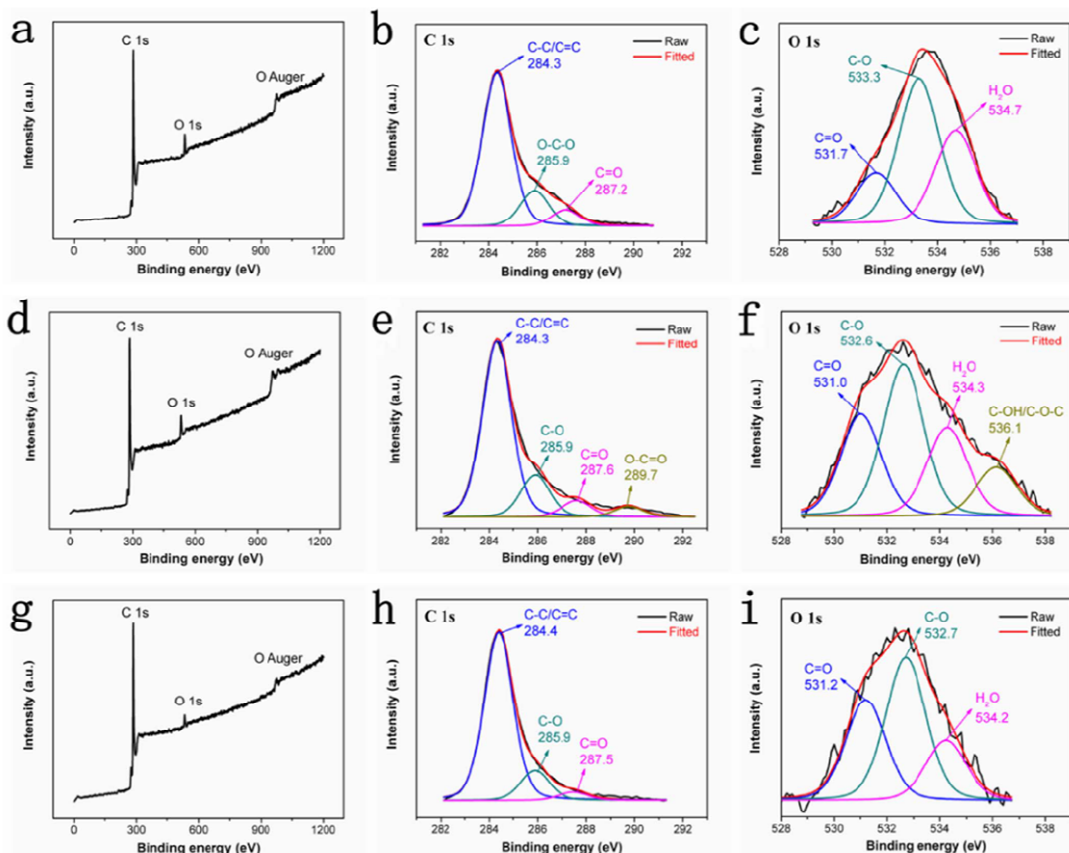 a
C 1s
O 1s
O Auger
Intensity (a.u.)
0 300 600 900 1200
Binding energy (eV)
b
C 1s
Raw
Fitted
C-C/C=C
284.3
O-C-O
285.9
C=O
287.2
Intensity (a.u.)
282 284 286 288 290 292
Binding energy (eV)
c
O 1s
Raw
Fitted
C-O
533.3
H₂O
534.7
C=O
531.7
Intensity (a.u.)
528 530 532 534 536 538
Binding energy (eV)
d
C 1s
O 1s
O Auger
Intensity (a.u.)
0 300 600 900 1200
Binding energy (eV)
e
C 1s
Raw
Fitted
C-C/C=C
284.3
C-O
285.9
C=O
287.6
O-C=O
289.7
Intensity (a.u.)
282 284 286 288 290 292
Binding energy (eV)
f
O 1s
Raw
Fitted
C-O
532.6
C=O
531.0
H₂O
534.3
C-OH/C-O-C
536.1
Intensity (a.u.)
528 530 532 534 536 538
Binding energy (eV)
g
C 1s
O 1s
O Auger
Intensity (a.u.)
0 300 600 900 1200
Binding energy (eV)
h
C 1s
Raw
Fitted
C-C/C=C
284.4
C-O
285.9
C=O
287.5
Intensity (a.u.)
282 284 286 288 290 292
Binding energy (eV)
i
O 1s
Raw
Fitted
C-O
532.7
C=O
531.2
H₂O
534.2
Intensity (a.u.)
528 530 532 534 536 538
Binding energy (eV)